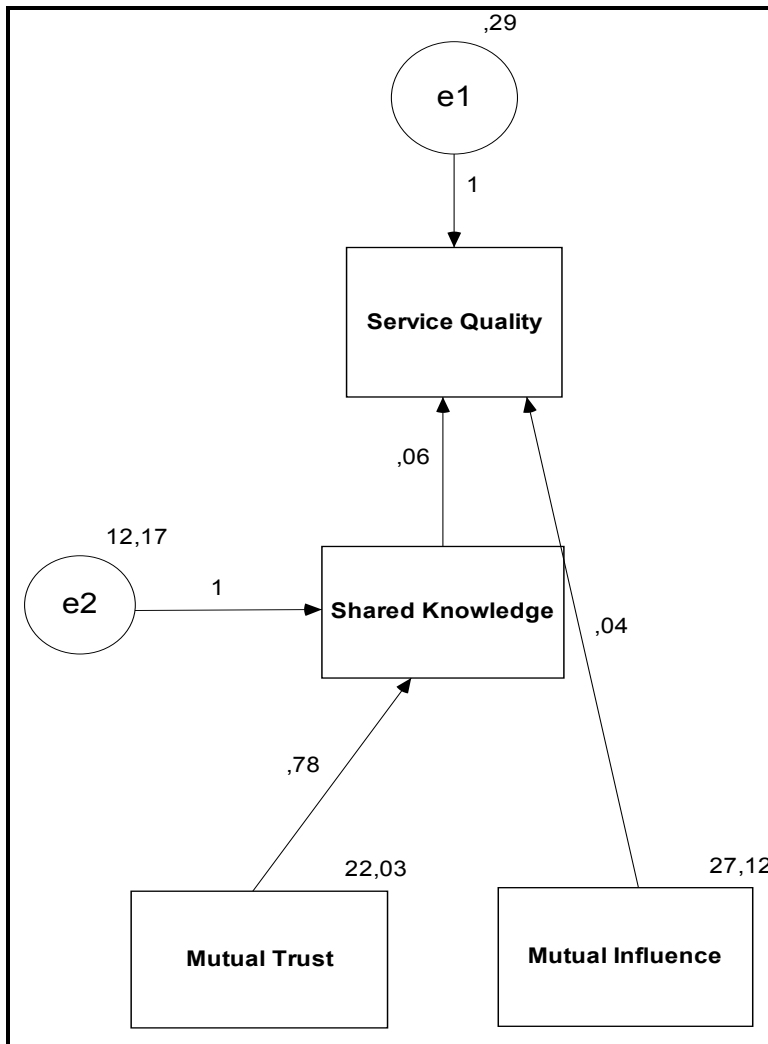 ,29
e1
1
Service Quality
,06
12,17
e2
1
Shared Knowledge
,04
,78
22,03
27,12
Mutual Trust
Mutual Influence